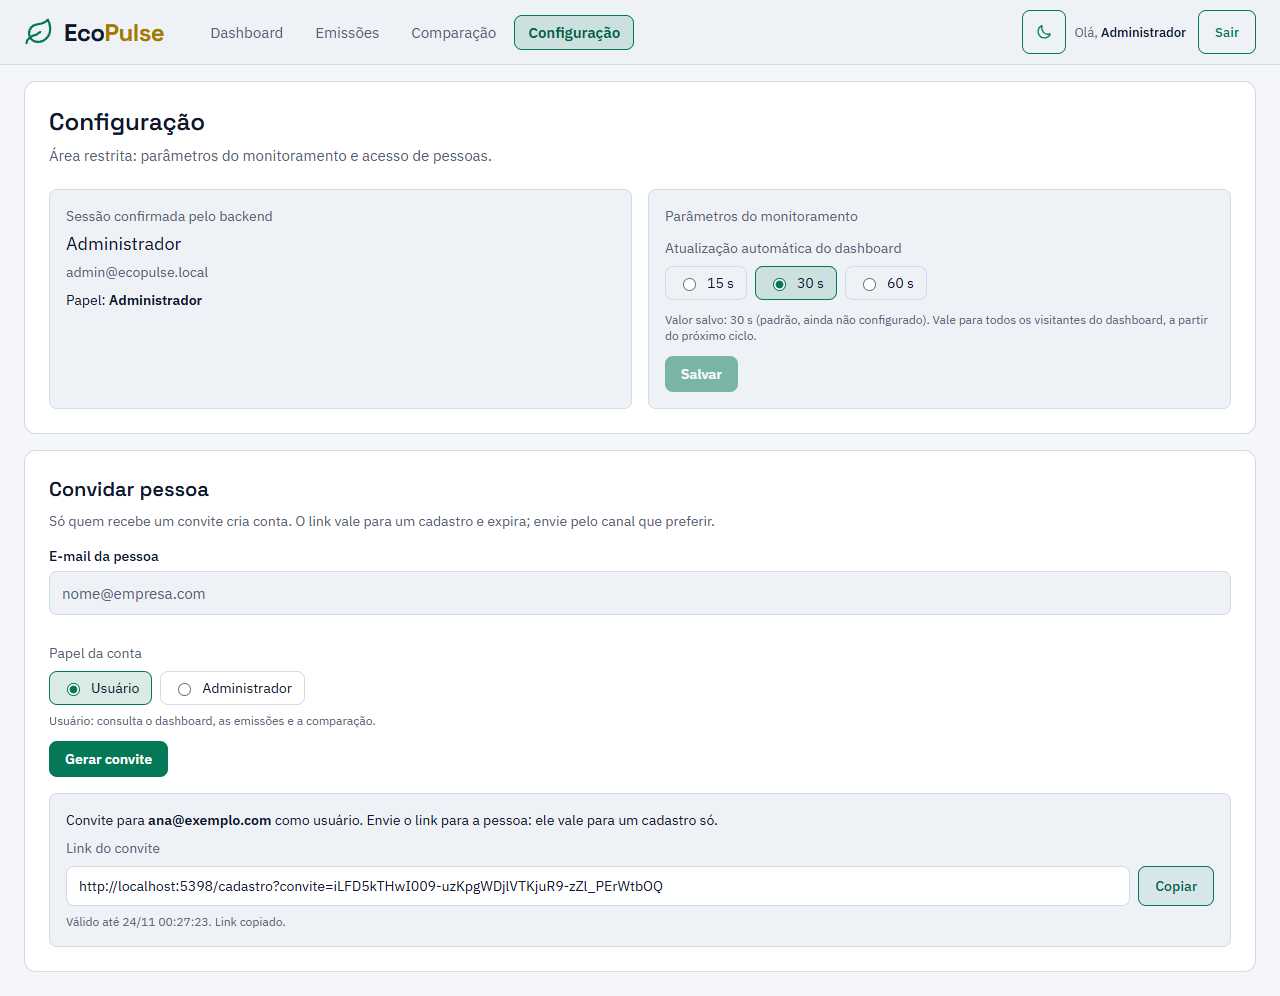 EcoPulse
Dashboard
Emissões
Comparação
Configuração
Olá, Administrador
Sair
Configuração
Área restrita: parâmetros do monitoramento e acesso de pessoas.
Sessão confirmada pelo backend
Administrador
admin@ecopulse.local
Papel: Administrador
Parâmetros do monitoramento
Atualização automática do dashboard
15 s
30 s
60 s
Valor salvo: 30 s (padrão, ainda não configurado). Vale para todos os visitantes do dashboard, a partir
do próximo ciclo.
Salvar
Convidar pessoa
Só quem recebe um convite cria conta. O link vale para um cadastro e expira; envie pelo canal que preferir.
E-mail da pessoa
nome@empresa.com
Papel da conta
Usuário
Administrador
Usuário: consulta o dashboard, as emissões e a comparação.
Gerar convite
Convite para ana@exemplo.com como usuário. Envie o link para a pessoa: ele vale para um cadastro só.
Link do convite
http://localhost:5398/cadastro?convite=iLFD5kTHwI009-uzKpgWDjlVTKjuR9-zZl_PErWtbOQ
Copiar
Válido até 24/11 00:27:23. Link copiado.